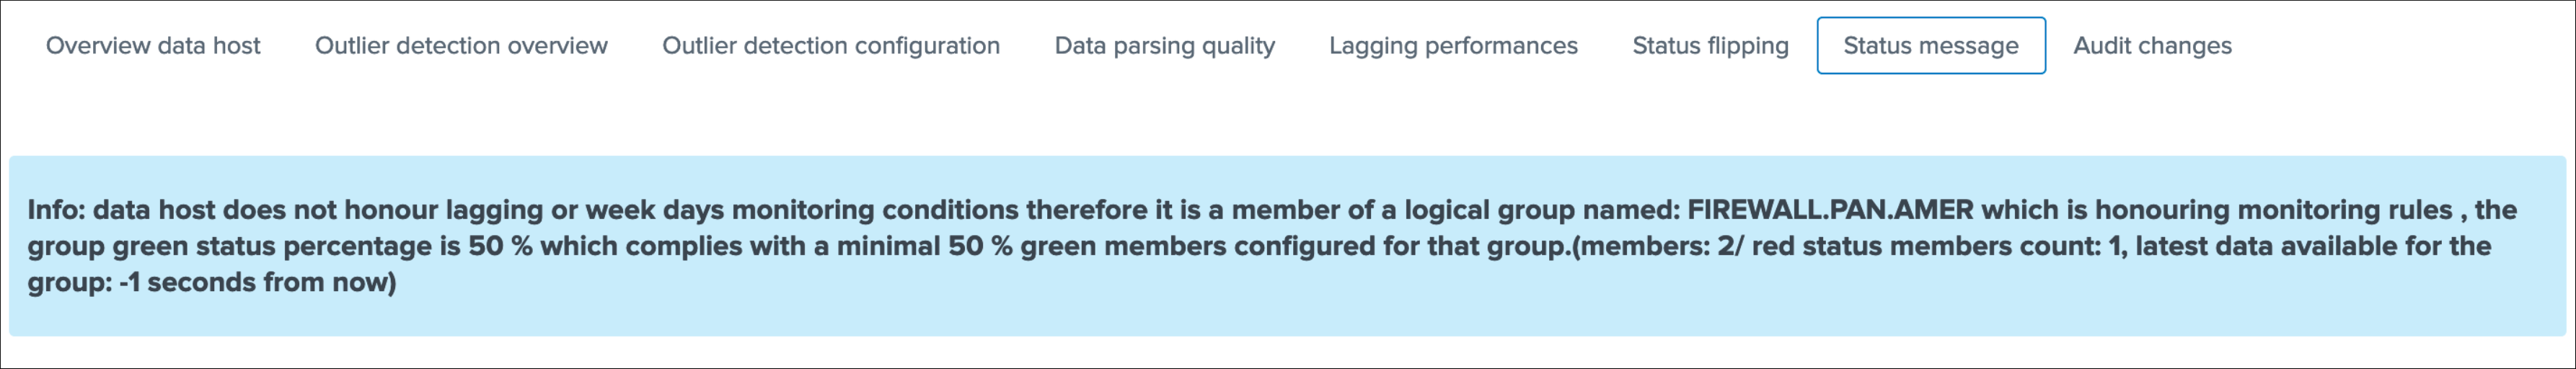 Overview data host Outlier detection overview Outlier detection configuration Data parsing quality Lagging performances Status flipping Status message Audit changes
Info: data host does not honour lagging or week days monitoring conditions therefore it is a member of a logical group named: FIREWALL.PAN.AMER which is honouring monitoring rules , the
group green status percentage is 50 % which complies with a minimal 50 % green members configured for that group.(members: 2/ red status members count: 1, latest data available for the
group: -1 seconds from now)